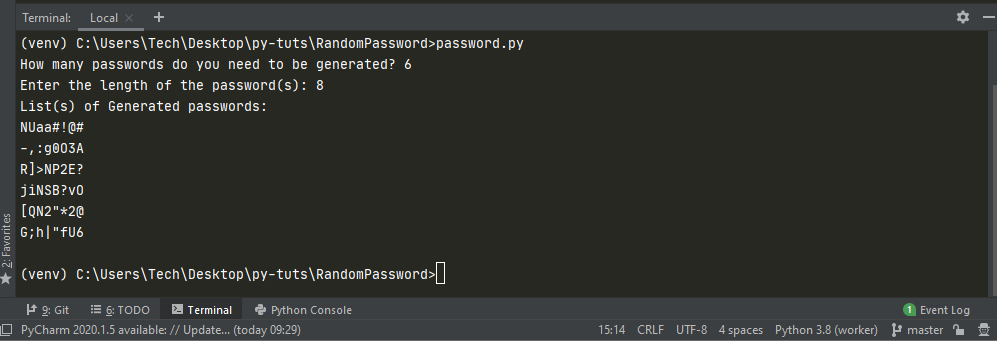 Terminal: Local × +
(venv) C:\Users\Tech\Desktop\py-tuts\RandomPassword>password.py
How many passwords do you need to be generated? 6
Enter the length of the password(s): 8
List(s) of Generated passwords:
NUaa#!@#
-,:g0O3A
R]>NP2E?
jiNSB?vO
[QN2"*2@
G;h|"fU6
(venv) C:\Users\Tech\Desktop\py-tuts\RandomPassword>
2: Favorites
9: Git 6: TODO Terminal Python Console 1 Event Log
PyCharm 2020.1.5 available: // Update... (today 09:29) 15:14 CRLF UTF-8 4 spaces Python 3.8 (worker) master